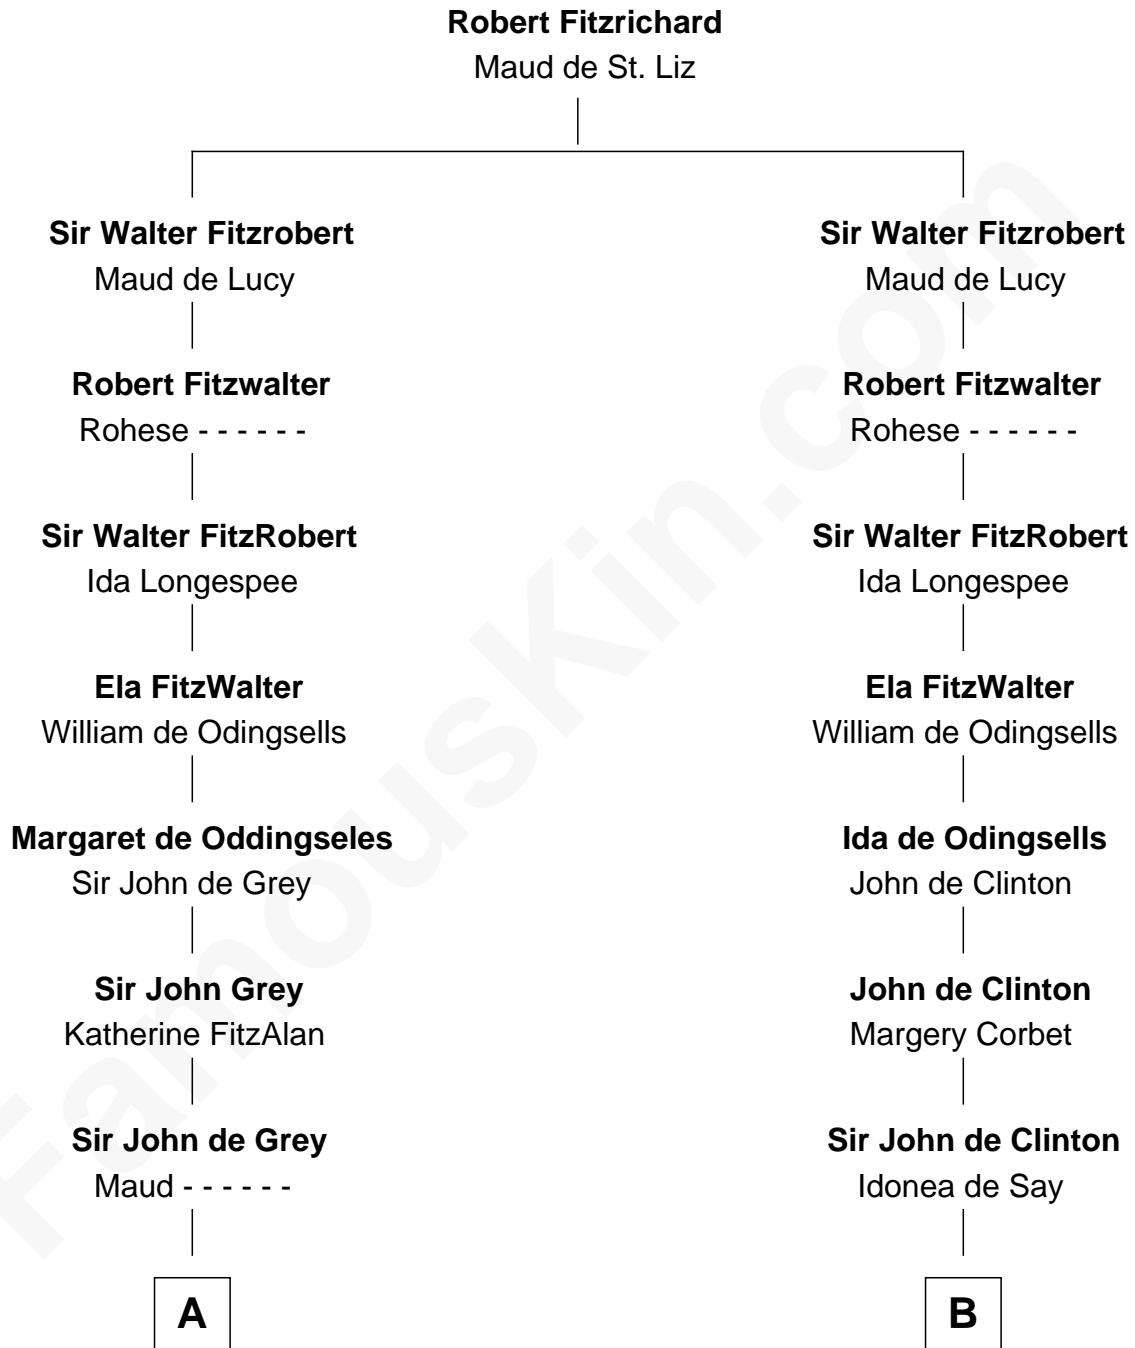 Robert Fitzrichard
Maud de St. Liz
Sir Walter Fitzrobert
Maud de Lucy
Robert Fitzwalter
Rohese - - - - - -
Sir Walter FitzRobert
Ida Longespee
Ela FitzWalter
William de Odingsells
Margaret de Oddingseles
Sir John de Grey
Sir John Grey
Katherine FitzAlan
Sir John de Grey
Maud - - - - - -
A
Sir Walter Fitzrobert
Maud de Lucy
Robert Fitzwalter
Rohese - - - - - -
Sir Walter FitzRobert
Ida Longespee
Ela FitzWalter
William de Odingsells
Ida de Odingsells
John de Clinton
John de Clinton
Margery Corbet
Sir John de Clinton
Idonea de Say
B
FamousKin.com